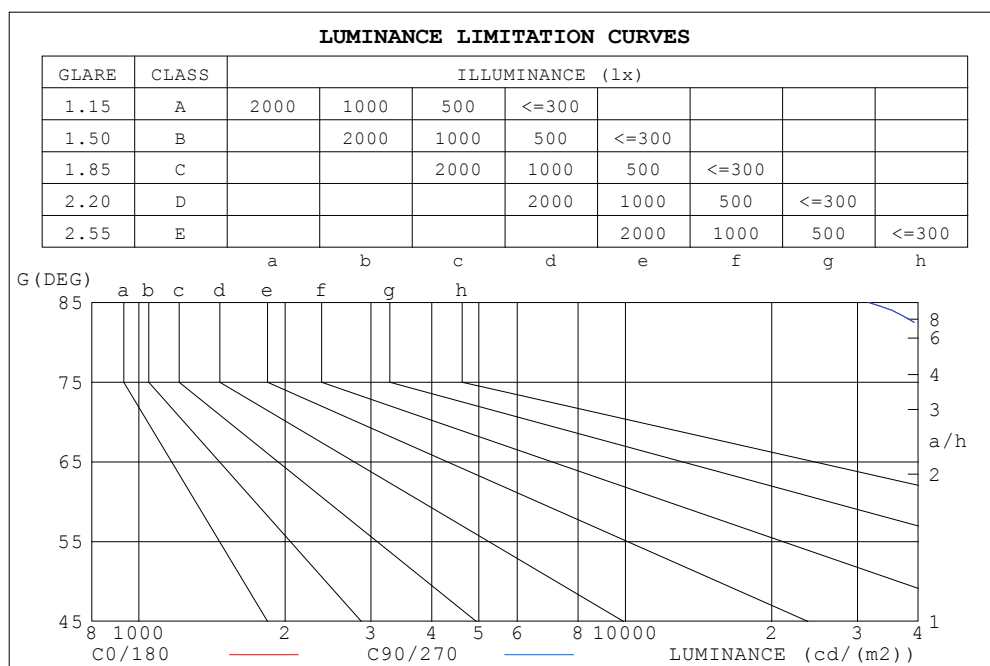 LUMINANCE LIMITATION CURVES
GLARE CLASS ILLUMINANCE (lx)
1.15 A 2000 1000 500 <=300
1.50 B 2000 1000 500 <=300
1.85 C 2000 1000 500 <=300
2.20 D 2000 1000 500 <=300
2.55 E 2000 1000 500 <=300
a b c d e f g h
G(DEG)
a b c d e f g h
85
8
6
75
4
3
a/h
65
2
55
45
1
8 1000 2 3 4 5 6 8 10000 2 3 4
C0/180 C90/270 LUMINANCE (cd/(m2))